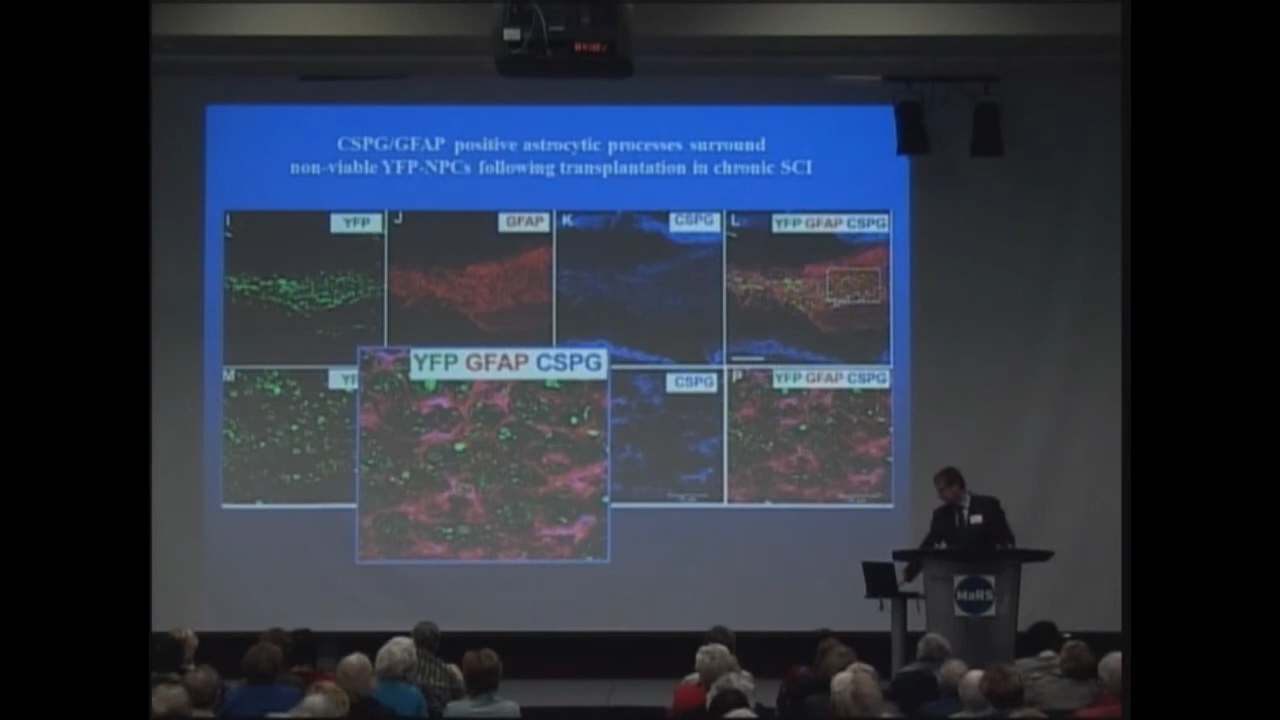 CSPG/GFAP positive astrocytic processes surround
non-viable YFP-NPCs following transplantation in chronic SCI
I YFP
J GFAP
K CSPG
L YFP GFAP CSPG
YFP GFAP CSPG
M
CSPG
P YFP GFAP CSPG
MaRS